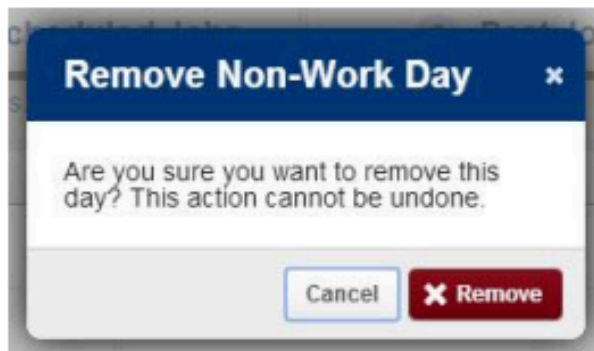 Remove Non-Work Day
Are you sure you want to remove this
day? This action cannot be undone.
Cancel
Remove